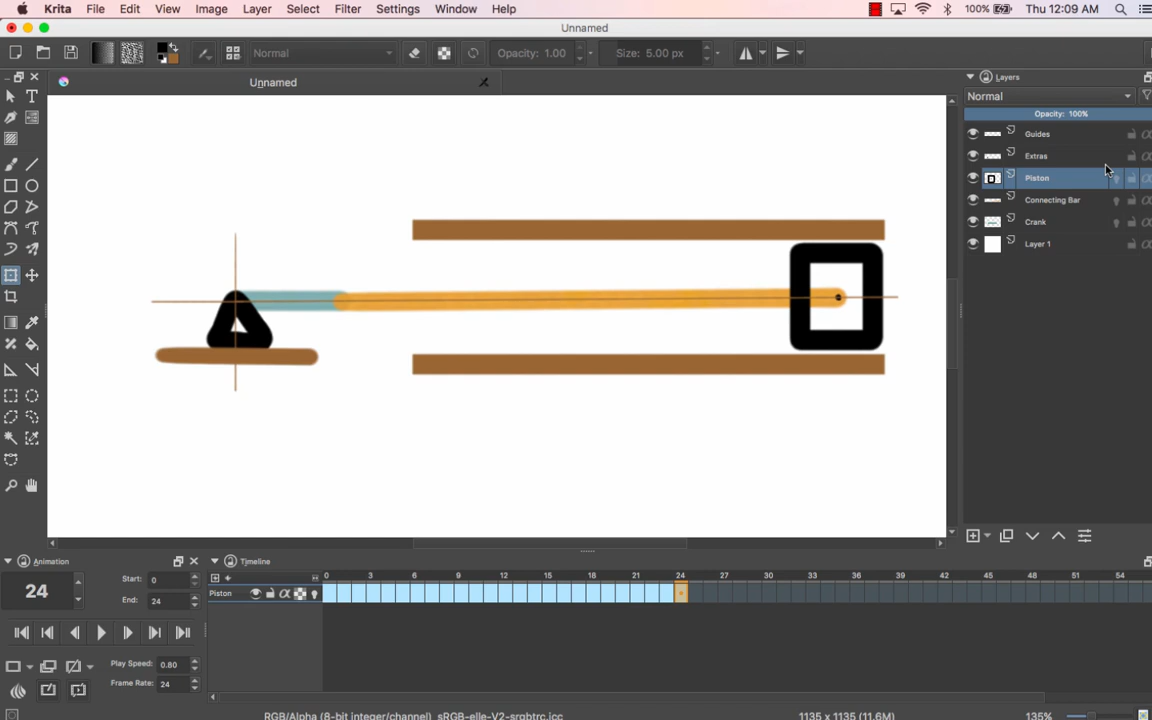 Krita File Edit View Image Layer Select Filter Settings Window Help 100% Thu 12:09 AM
Unnamed
Normal Opacity: 1.00 Size: 5.00 px
Unnamed
Layers
Normal
Opacity: 100%
Guides
Extras
Piston
Connecting Bar
Crank
Layer 1
Animation Timeline
24 Start: 0
End: 24
0 3 6 9 12 15 18 21 24 27 30 33 36 39 42 45 48 51 54
Piston
Play Speed: 0.80
Frame Rate: 24
RGB/Alpha (8-bit integer/channel) sRGB-elle-V2-srgbtrc.icc 1135 x 1135 (11.6M) 135%